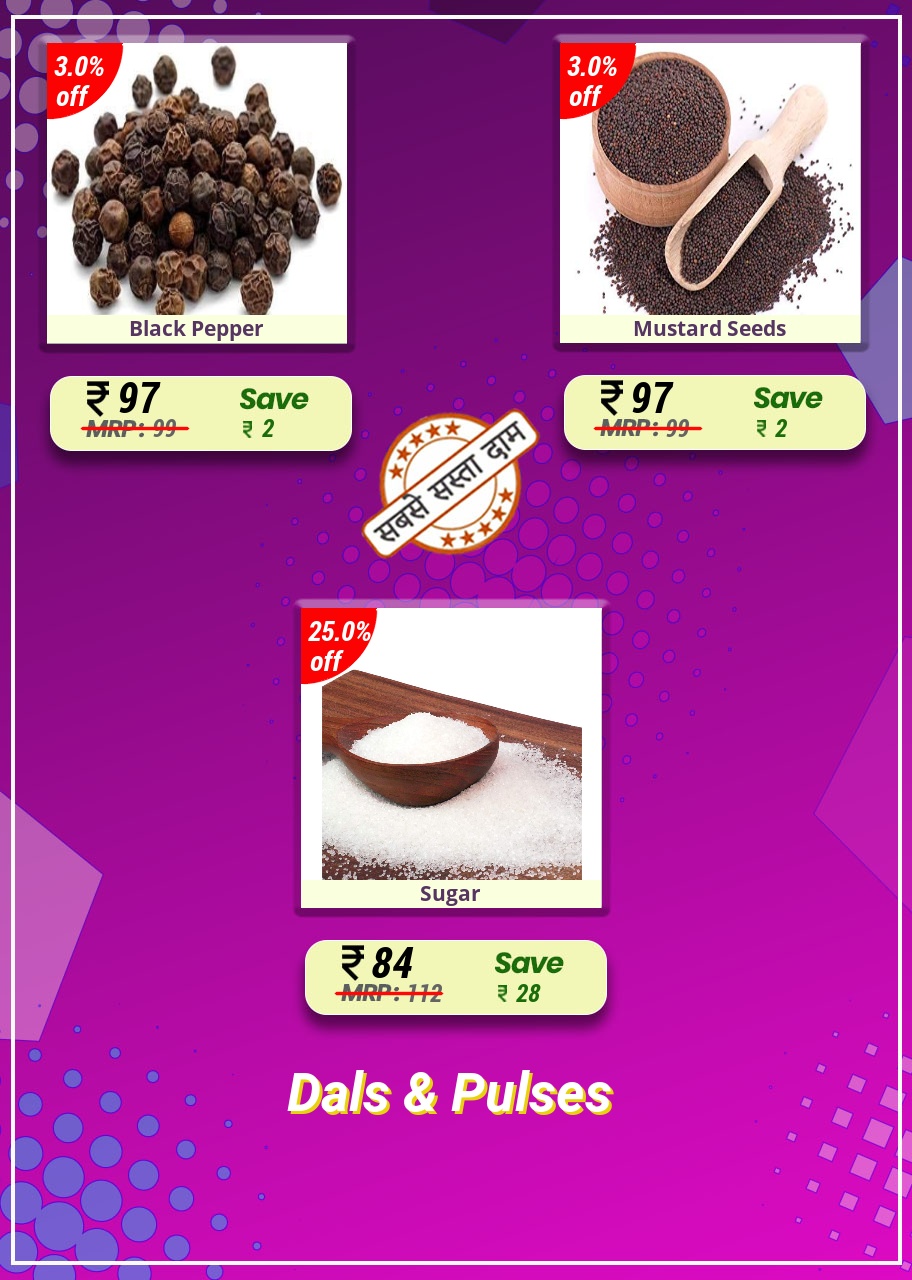 3.0%
off
Black Pepper
₹ 97
MRP: 99
Save
₹ 2
3.0%
off
Mustard Seeds
₹ 97
MRP: 99
Save
₹ 2
सबसे सस्ता दाम
25.0%
off
Sugar
₹ 84
MRP: 112
Save
₹ 28
Dals & Pulses